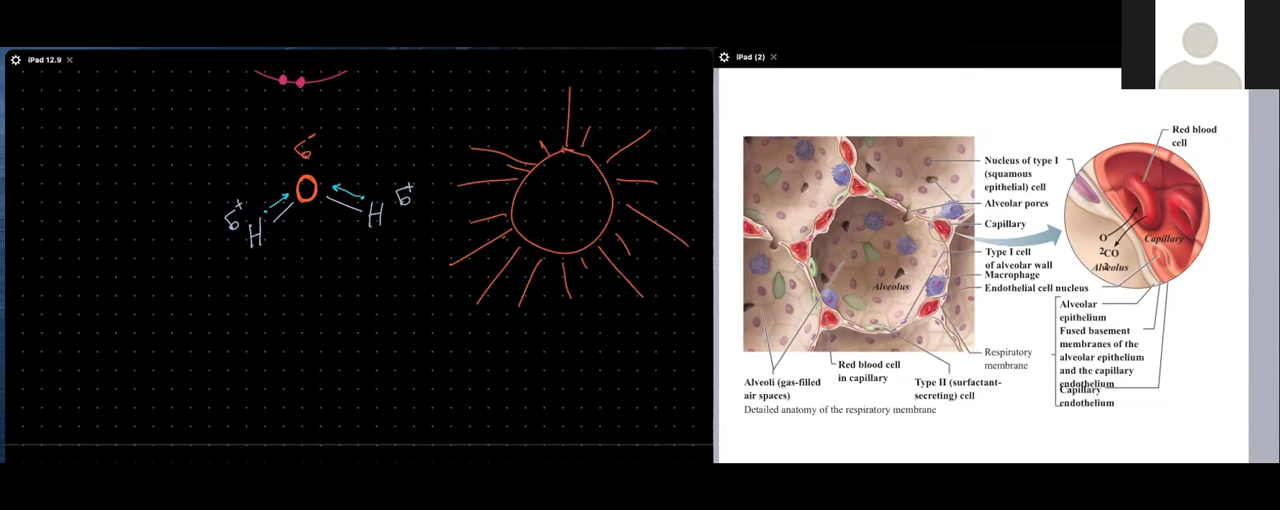 iPad 12.9
iPad (2)
δ-
O
δ+
H
H
δ+
Red blood
cell
Nucleus of type I
(squamous
epithelial) cell
Alveolar pores
Capillary
Type I cell
of alveolar wall
Macrophage
Endothelial cell nucleus
Alveolus
Respiratory
membrane
Red blood cell
in capillary
Alveoli (gas-filled
air spaces)
Type II (surfactant-
secreting) cell
Detailed anatomy of the respiratory membrane
O
2
CO
2
Capillary
Alveolus
Alveolar
epithelium
Fused basement
membranes of the
alveolar epithelium
and the capillary
endothelium
Capillary
endothelium